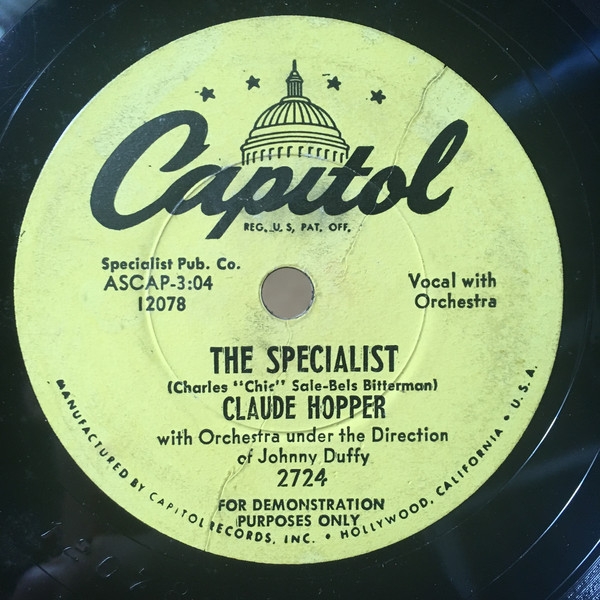 Capitol
REG. U. S. PAT. OFF.
Specialist Pub. Co.
ASCAP-3:04
12078
Vocal with
Orchestra
THE SPECIALIST
(Charles "Chic" Sale-Bels Bitterman)
CLAUDE HOPPER
with Orchestra under the Direction
of Johnny Duffy
2724
FOR DEMONSTRATION
PURPOSES ONLY
MANUFACTURED BY CAPITOL RECORDS, INC. • HOLLYWOOD, CALIFORNIA • U. S. A.